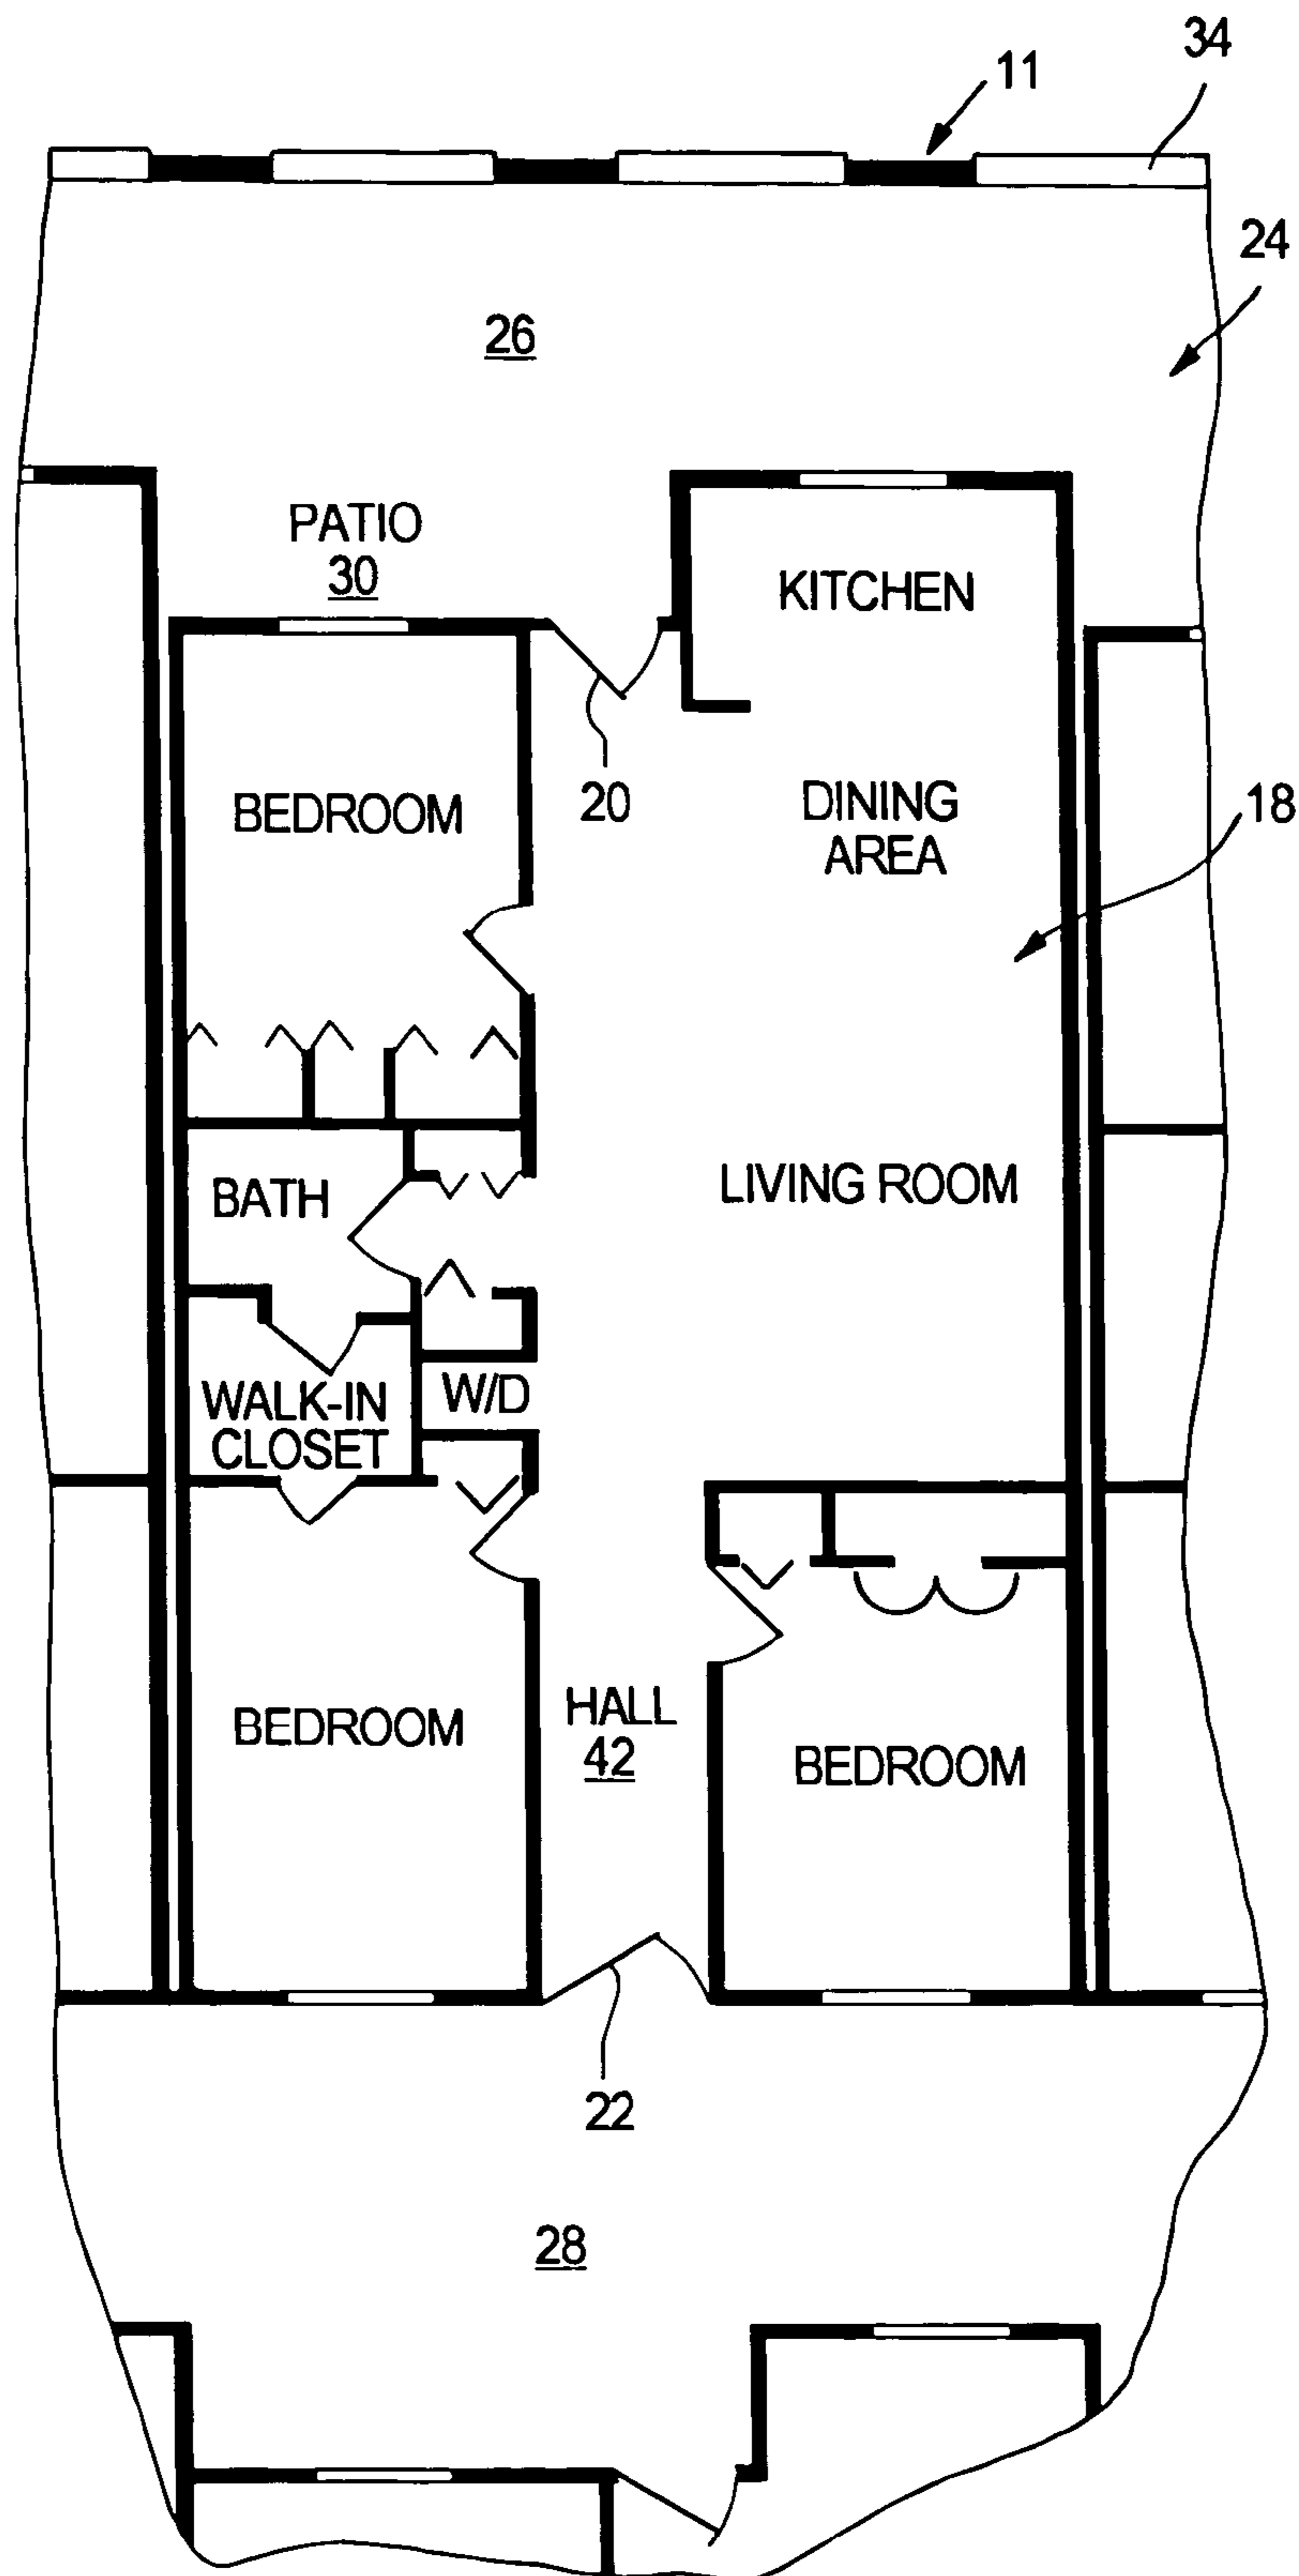 34
11
24
26
PATIO
30
KITCHEN
20
BEDROOM
DINING
AREA
18
BATH
LIVING ROOM
WALK-IN
CLOSET
W/D
BEDROOM
HALL
42
BEDROOM
22
28